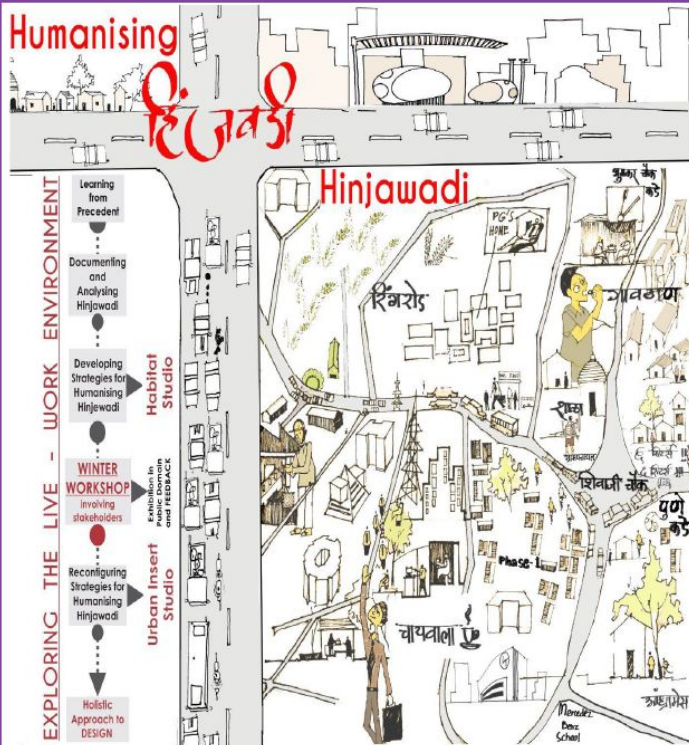 Humanising
हिंजवडी
Hinjawadi
EXPLORING THE LIVE - WORK ENVIRONMENT
Learning
from
Precedent
Documenting
and
Analysing
Hinjawadi
Developing
Strategies for
Humanising
Hinjewadi
Habitat
Studio
WINTER
WORKSHOP
involving
stakeholders
Exhibition in
Public Domain
and FEEDBACK
Reconfiguring
Strategies for
Humanising
Hinjawadi
Urban Insert
Studio
Holistic
Approach to
DESIGN
PG'S
HOME
कडे
रिंगरोड
गावठाण
शाळा
शिवाजी चौक
पुणे
कडे
Phase-1
चायवाला
Mercedez
Benz
School